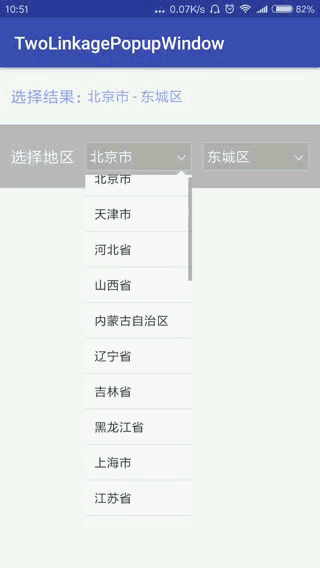 10:51 ... 0.07K/s 82%
TwoLinkagePopupWindow
选择结果: 北京市 - 东城区
选择地区 北京市 东城区
北京市
天津市
河北省
山西省
内蒙古自治区
辽宁省
吉林省
黑龙江省
上海市
江苏省